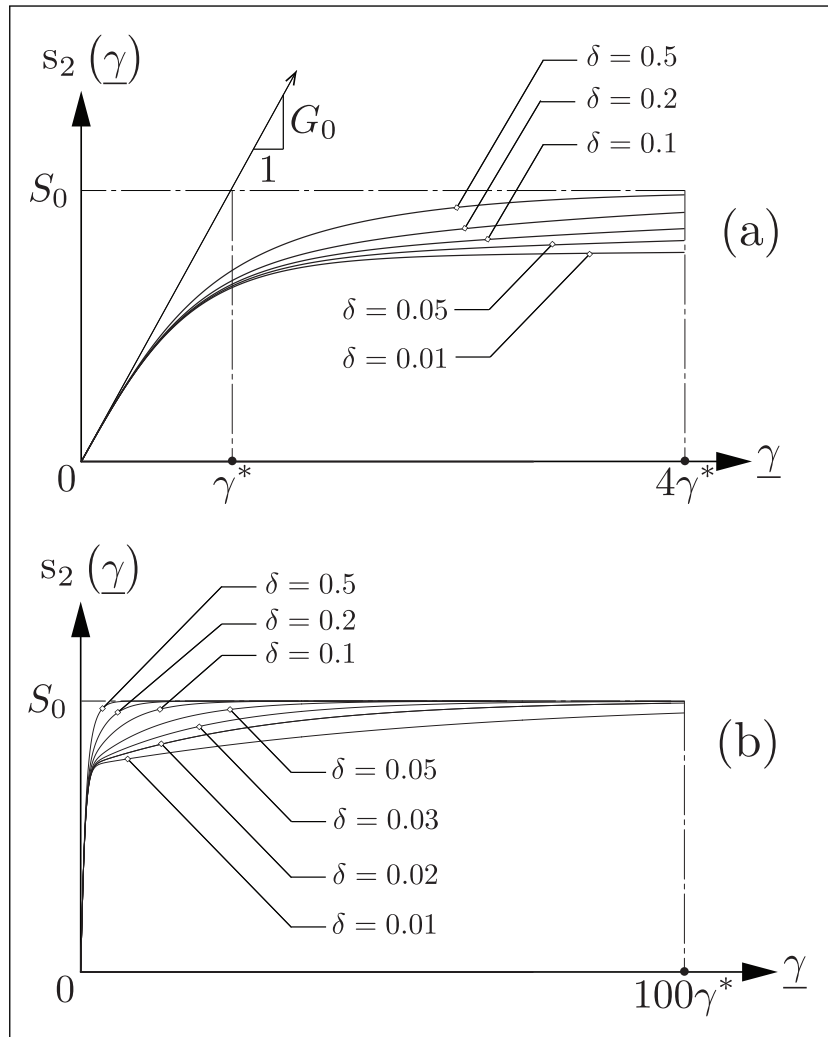 s₂ (γ)
δ = 0.5
δ = 0.2
G₀
1
δ = 0.1
S₀
(a)
δ = 0.05
δ = 0.01
0
γ*
4γ*
γ
s₂ (γ)
δ = 0.5
δ = 0.2
δ = 0.1
S₀
(b)
δ = 0.05
δ = 0.03
δ = 0.02
δ = 0.01
0
100γ*
γ